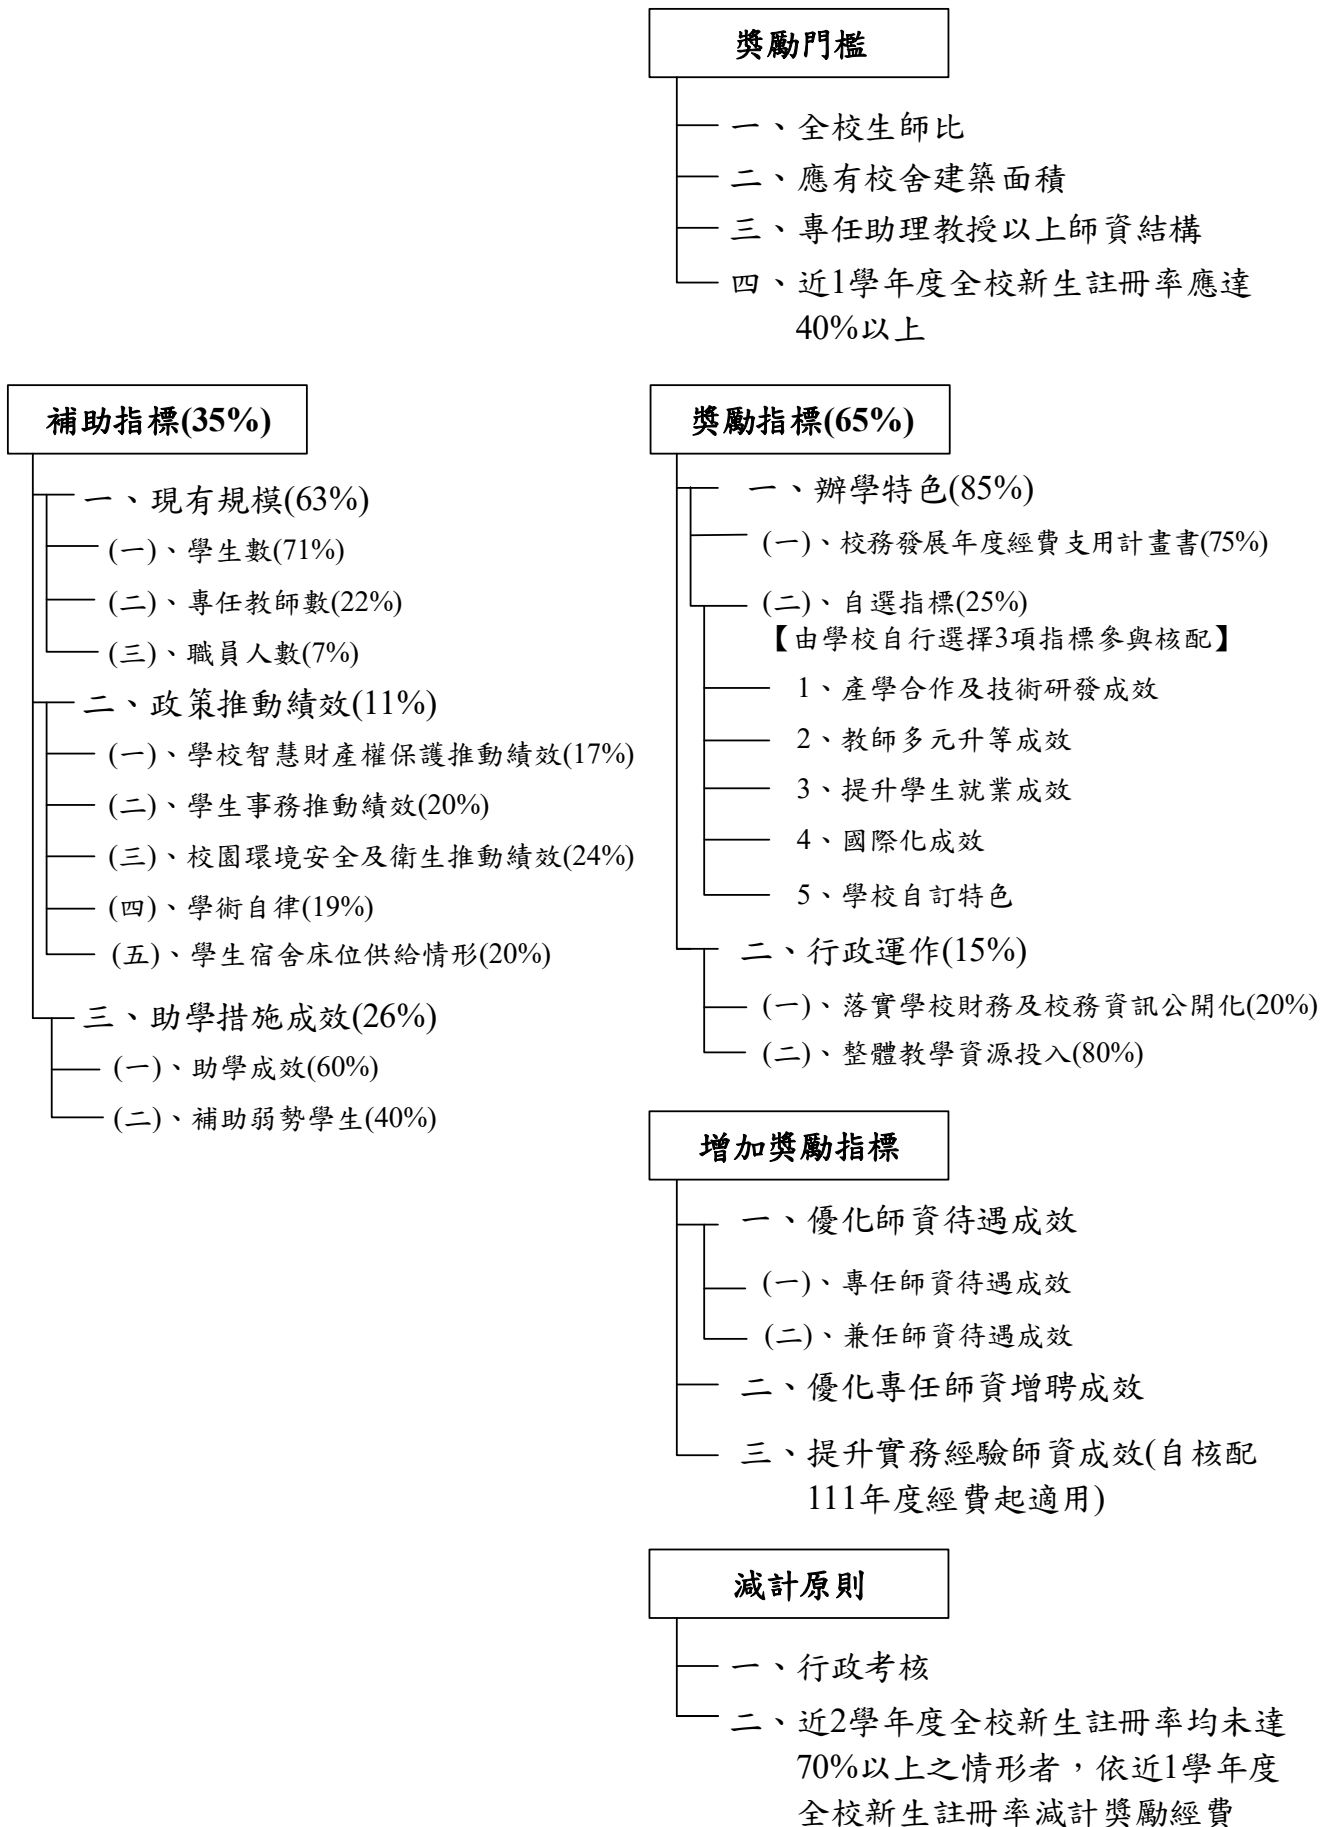 獎勵門檻
一、全校生師比
二、應有校舍建築面積
三、專任助理教授以上師資結構
四、近1學年度全校新生註冊率應達
40%以上
補助指標(35%)
一、現有規模(63%)
(一)、學生數(71%)
(二)、專任教師數(22%)
(三)、職員人數(7%)
二、政策推動績效(11%)
(一)、學校智慧財產權保護推動績效(17%)
(二)、學生事務推動績效(20%)
(三)、校園環境安全及衛生推動績效(24%)
(四)、學術自律(19%)
(五)、學生宿舍床位供給情形(20%)
三、助學措施成效(26%)
(一)、助學成效(60%)
(二)、補助弱勢學生(40%)
獎勵指標(65%)
一、辦學特色(85%)
(一)、校務發展年度經費支用計畫書(75%)
(二)、自選指標(25%)
【由學校自行選擇3項指標參與核配】
1、產學合作及技術研發成效
2、教師多元升等成效
3、提升學生就業成效
4、國際化成效
5、學校自訂特色
二、行政運作(15%)
(一)、落實學校財務及校務資訊公開化(20%)
(二)、整體教學資源投入(80%)
增加獎勵指標
一、優化師資待遇成效
(一)、專任師資待遇成效
(二)、兼任師資待遇成效
二、優化專任師資增聘成效
三、提升實務經驗師資成效(自核配
111年度經費起適用)
減計原則
一、行政考核
二、近2學年度全校新生註冊率均未達
70%以上之情形者，依近1學年度
全校新生註冊率減計獎勵經費